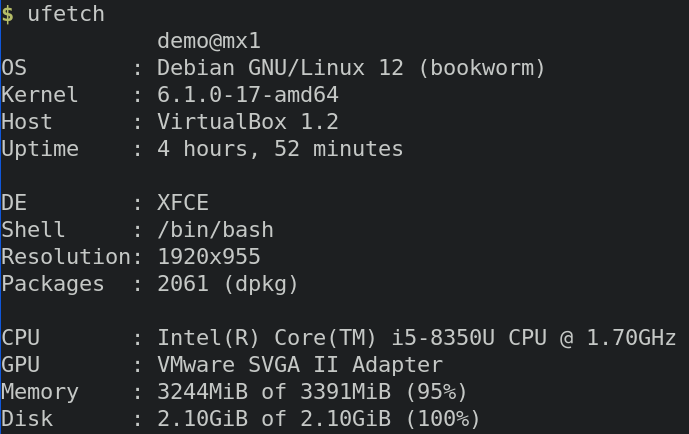 $ ufetch
demo@mx1
OS : Debian GNU/Linux 12 (bookworm)
Kernel : 6.1.0-17-amd64
Host : VirtualBox 1.2
Uptime : 4 hours, 52 minutes
DE : XFCE
Shell : /bin/bash
Resolution: 1920x955
Packages : 2061 (dpkg)
CPU : Intel(R) Core(TM) i5-8350U CPU @ 1.70GHz
GPU : VMware SVGA II Adapter
Memory : 3244MiB of 3391MiB (95%)
Disk : 2.10GiB of 2.10GiB (100%)